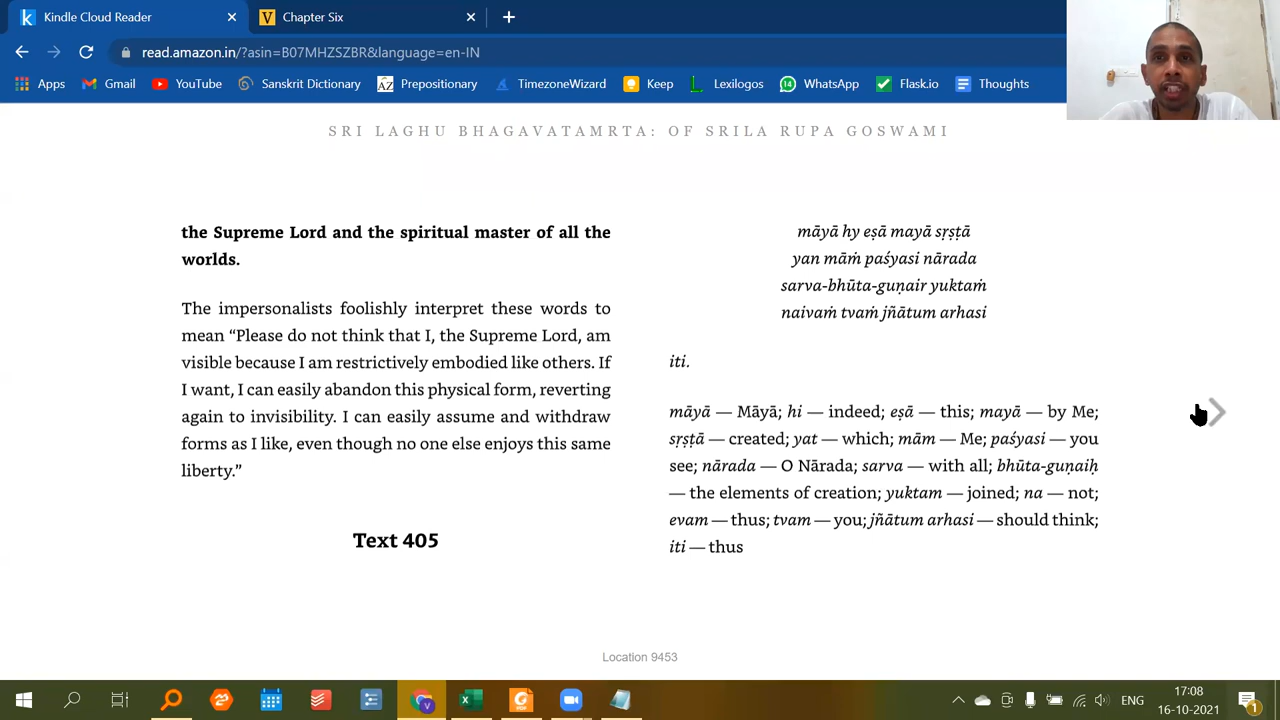 Kindle Cloud Reader
Chapter Six
read.amazon.in/?asin=B07MHZSZBR&language=en-IN
Apps Gmail YouTube Sanskrit Dictionary Prepositionary TimezoneWizard Keep Lexilogos WhatsApp Flask.io Thoughts
SRI LAGHU BHAGAVATAMRTA: OF SRILA RUPA GOSWAMI
the Supreme Lord and the spiritual master of all the
worlds.
The impersonalists foolishly interpret these words to
mean “Please do not think that I, the Supreme Lord, am
visible because I am restrictively embodied like others. If
I want, I can easily abandon this physical form, reverting
again to invisibility. I can easily assume and withdraw
forms as I like, even though no one else enjoys this same
liberty.”
Text 405
māyā hy eṣā mayā sṛṣṭā
yan māṁ paśyasi nārada
sarva-bhūta-guṇair yuktaṁ
naivaṁ tvaṁ jñātum arhasi
iti.
māyā — Māyā; hi — indeed; eṣā — this; mayā — by Me;
sṛṣṭā — created; yat — which; mām — Me; paśyasi — you
see; nārada — O Nārada; sarva — with all; bhūta-guṇaiḥ
— the elements of creation; yuktam — joined; na — not;
evam — thus; tvam — you; jñātum arhasi — should think;
iti — thus
Location 9453
ENG
17:08
16-10-2021